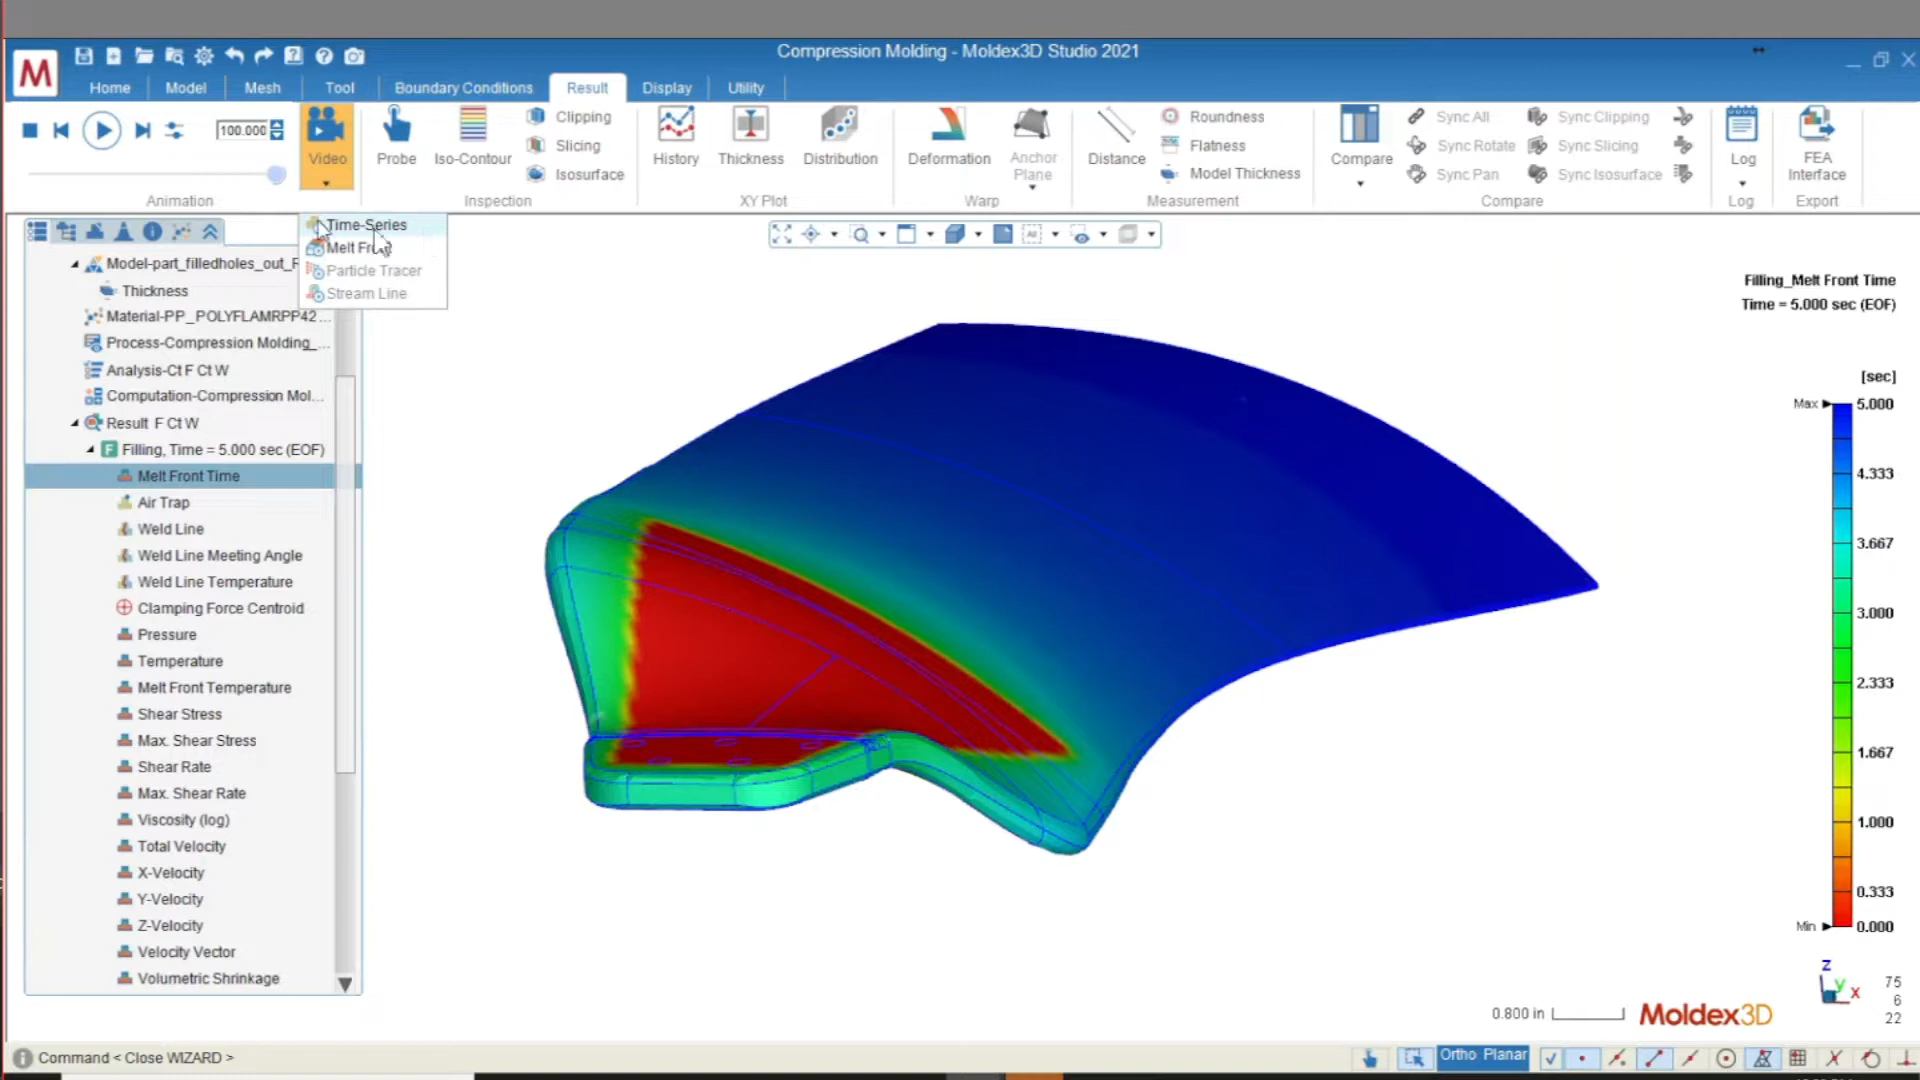 Compression Molding - Moldex3D Studio 2021
M
Home Model Mesh Tool Boundary Conditions Result Display Utility
100.000
Video
Probe
Iso-Contour
Clipping
Slicing
Isosurface
History
Thickness
Distribution
Deformation
Anchor
Plane
Distance
Roundness
Flatness
Model Thickness
Compare
Sync All
Sync Rotate
Sync Pan
Sync Clipping
Sync Slicing
Sync Isosurface
Log
FEA
Interface
Animation Inspection XY Plot Warp Measurement Compare Log Export
Time-Series
Melt Front
Particle Tracer
Stream Line
Model-part_filledholes_out_F
Thickness
Material-PP_POLYFLAMRPP42...
Process-Compression Molding_...
Analysis-Ct F Ct W
Computation-Compression Mol...
Result F Ct W
F Filling, Time = 5.000 sec (EOF)
Melt Front Time
Air Trap
Weld Line
Weld Line Meeting Angle
Weld Line Temperature
Clamping Force Centroid
Pressure
Temperature
Melt Front Temperature
Shear Stress
Max. Shear Stress
Shear Rate
Max. Shear Rate
Viscosity (log)
Total Velocity
X-Velocity
Y-Velocity
Z-Velocity
Velocity Vector
Volumetric Shrinkage
Filling_Melt Front Time
Time = 5.000 sec (EOF)
[sec]
Max 5.000
4.333
3.667
3.000
2.333
1.667
1.000
0.333
Min 0.000
Z
Y
X
75
6
22
0.800 in
Moldex3D
Command < Close WIZARD >
Ortho Planar